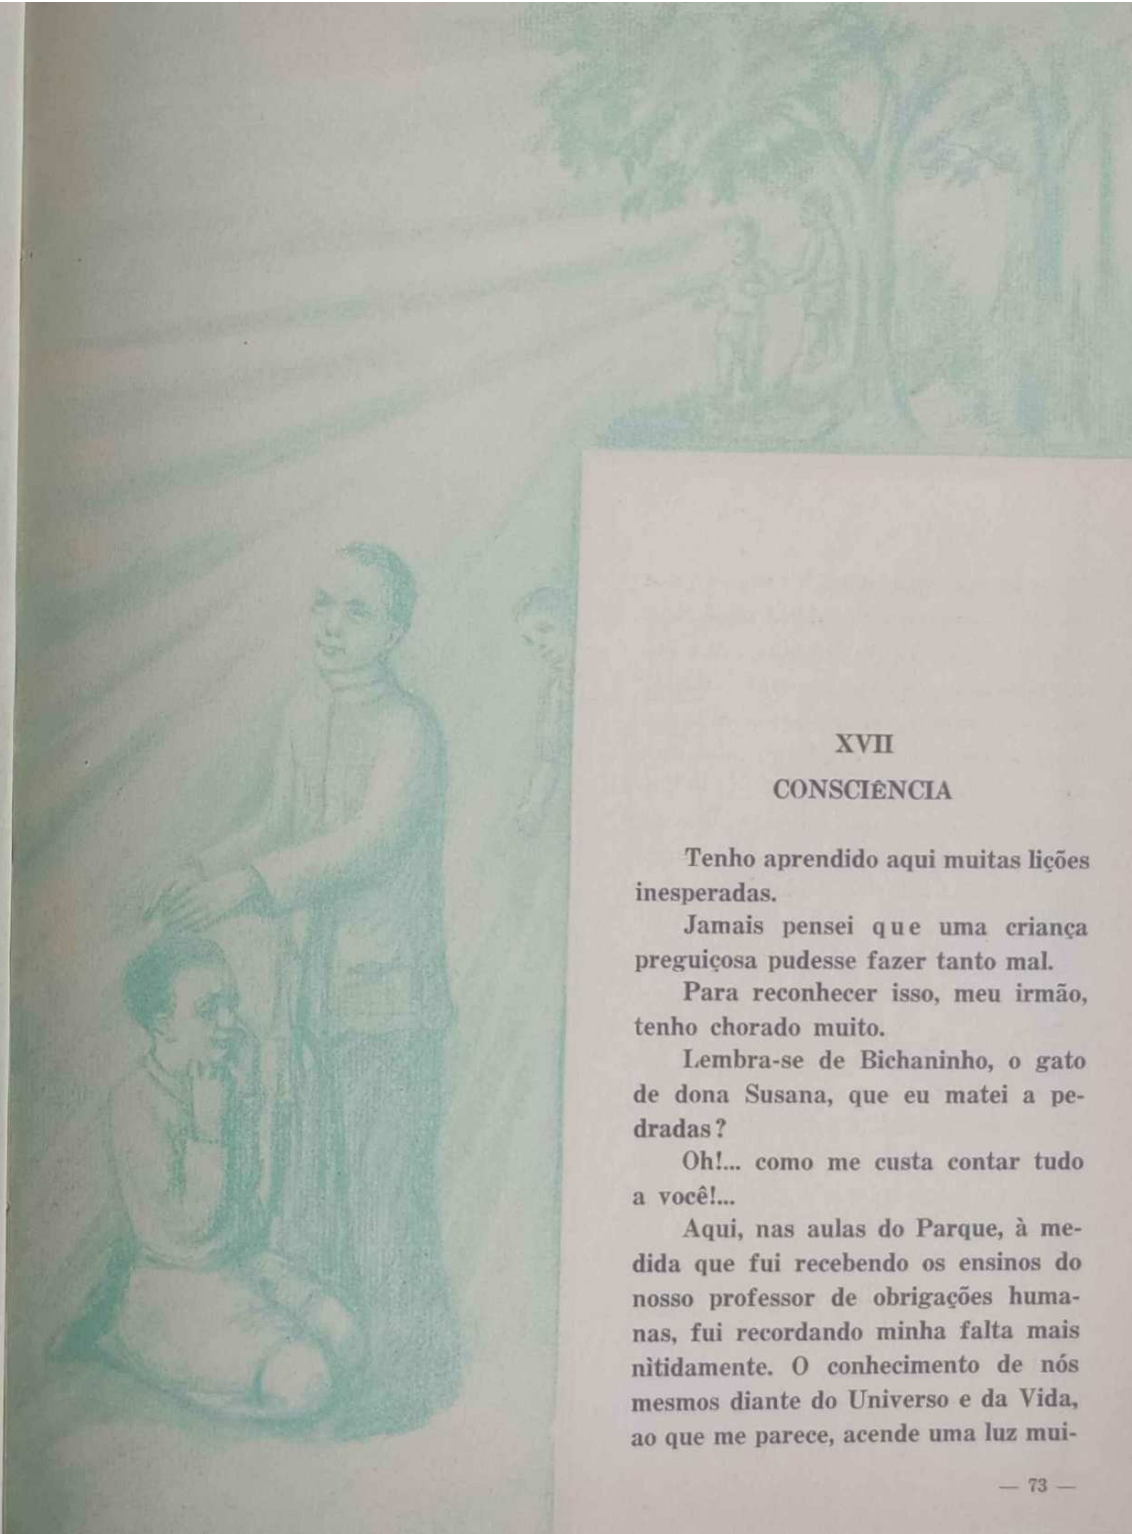 XVII
CONSCIÊNCIA
Tenho aprendido aqui muitas lições
inesperadas.
Jamais pensei que uma criança
preguiçosa pudesse fazer tanto mal.
Para reconhecer isso, meu irmão,
tenho chorado muito.
Lembra-se de Bichaninho, o gato
de dona Susana, que eu matei a pe-
dradas?
Oh!... como me custa contar tudo
a você!...
Aqui, nas aulas do Parque, à me-
dida que fui recebendo os ensinos do
nosso professor de obrigações huma-
nas, fui recordando minha falta mais
nìtidamente. O conhecimento de nós
mesmos diante do Universo e da Vida,
ao que me parece, acende uma luz mui-
— 73 —